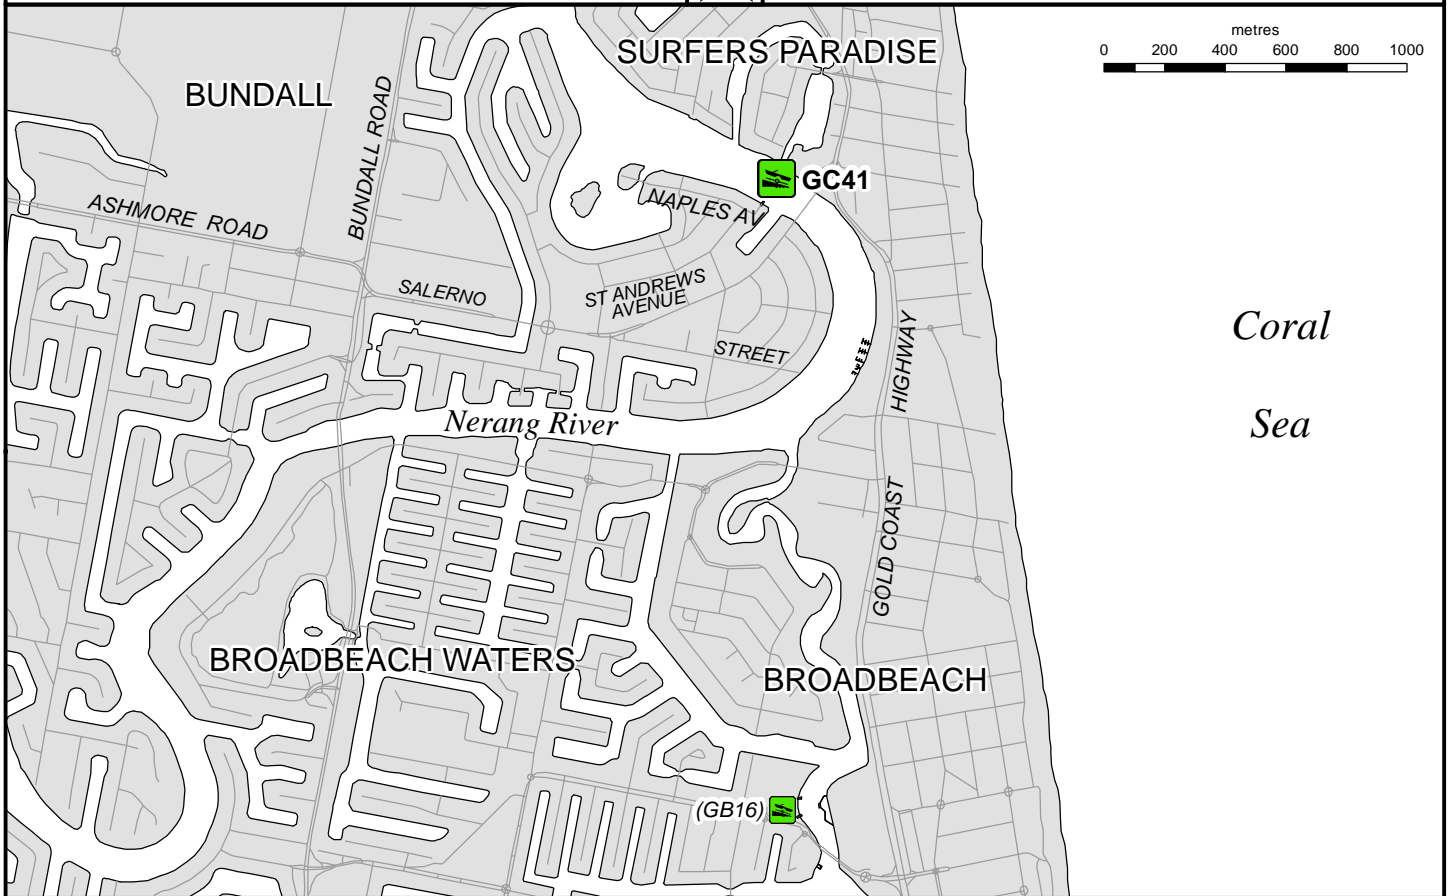 SURFERS PARADISE
metres
0 200 400 600 800 1000
BUNDALL
BUNDALL ROAD
GC41
NAPLES AV
ASHMORE ROAD
SALERNO
ST ANDREWS
AVENUE
STREET
HIGHWAY
Coral
Sea
Nerang River
GOLD COAST
BROADBEACH WATERS
BROADBEACH
(GB16)